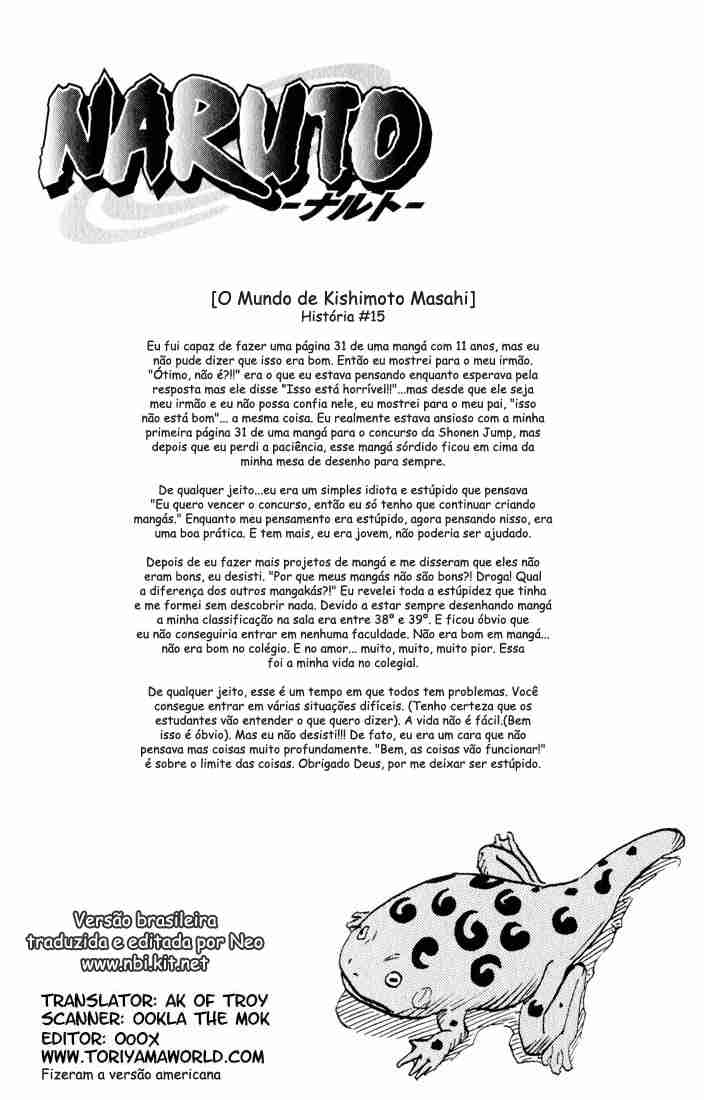 NARUTO
-ナルト-
[O Mundo de Kishimoto Masahi]
História #15
Eu fui capaz de fazer uma página 31 de uma mangá com 11 anos, mas eu
não pude dizer que isso era bom. Então eu mostrei para o meu irmão.
"Ótimo, não é?!!" era o que eu estava pensando enquanto esperava pela
resposta mas ele disse "Isso está horrível!!"...mas desde que ele seja
meu irmão e eu não possa confia nele, eu mostrei para o meu pai, "isso
não está bom"... a mesma coisa. Eu realmente estava ansioso com a minha
primeira página 31 de uma mangá para o concurso da Shonen Jump, mas
depois que eu perdi a paciência, esse mangá sórdido ficou em cima da
minha mesa de desenho para sempre.
De qualquer jeito...eu era um simples idiota e estúpido que pensava
"Eu quero vencer o concurso, então eu só tenho que continuar criando
mangás." Enquanto meu pensamento era estúpido, agora pensando nisso, era
uma boa prática. E tem mais, eu era jovem, não poderia ser ajudado.
Depois de eu fazer mais projetos de mangá e me disseram que eles não
eram bons, eu desisti. "Por que meus mangás não são bons?! Droga! Qual
a diferença dos outros mangakás?!" Eu revelei toda a estúpidez que tinha
e me formei sem descobrir nada. Devido a estar sempre desenhando mangá
a minha classificação na sala era entre 38º e 39º. E ficou óbvio que
eu não conseguiria entrar em nenhuma faculdade. Não era bom em mangá...
não era bom no colégio. E no amor... muito, muito, muito pior. Essa
foi a minha vida no colegial.
De qualquer jeito, esse é um tempo em que todos tem problemas. Você
consegue entrar em várias situações difíceis. (Tenho certeza que os
estudantes vão entender o que quero dizer). A vida não é fácil.(Bem
isso é óbvio). Mas eu não desisti!!! De fato, eu era um cara que não
pensava mas coisas muito profundamente. "Bem, as coisas vão funcionar!"
é sobre o limite das coisas. Obrigado Deus, por me deixar ser estúpido.
Versão brasileira
traduzida e editada por Neo
www.nbi.kit.net
TRANSLATOR: AK OF TROY
SCANNER: OOKLA THE MOK
EDITOR: OOOX
WWW.TORIYAMAWORLD.COM
Fizeram a versão americana